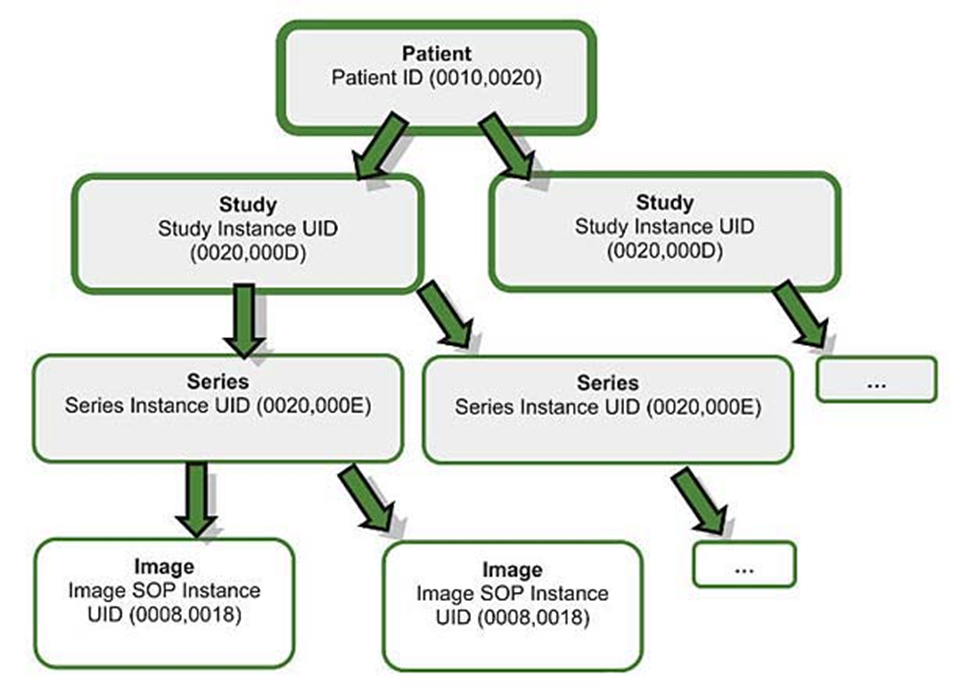 Patient
Patient ID (0010,0020)
Study
Study Instance UID
(0020,000D)
Study
Study Instance UID
(0020,000D)
Series
Series Instance UID (0020,000E)
Series
Series Instance UID (0020,000E)
...
Image
Image SOP Instance
UID (0008,0018)
Image
Image SOP Instance
UID (0008,0018)
...